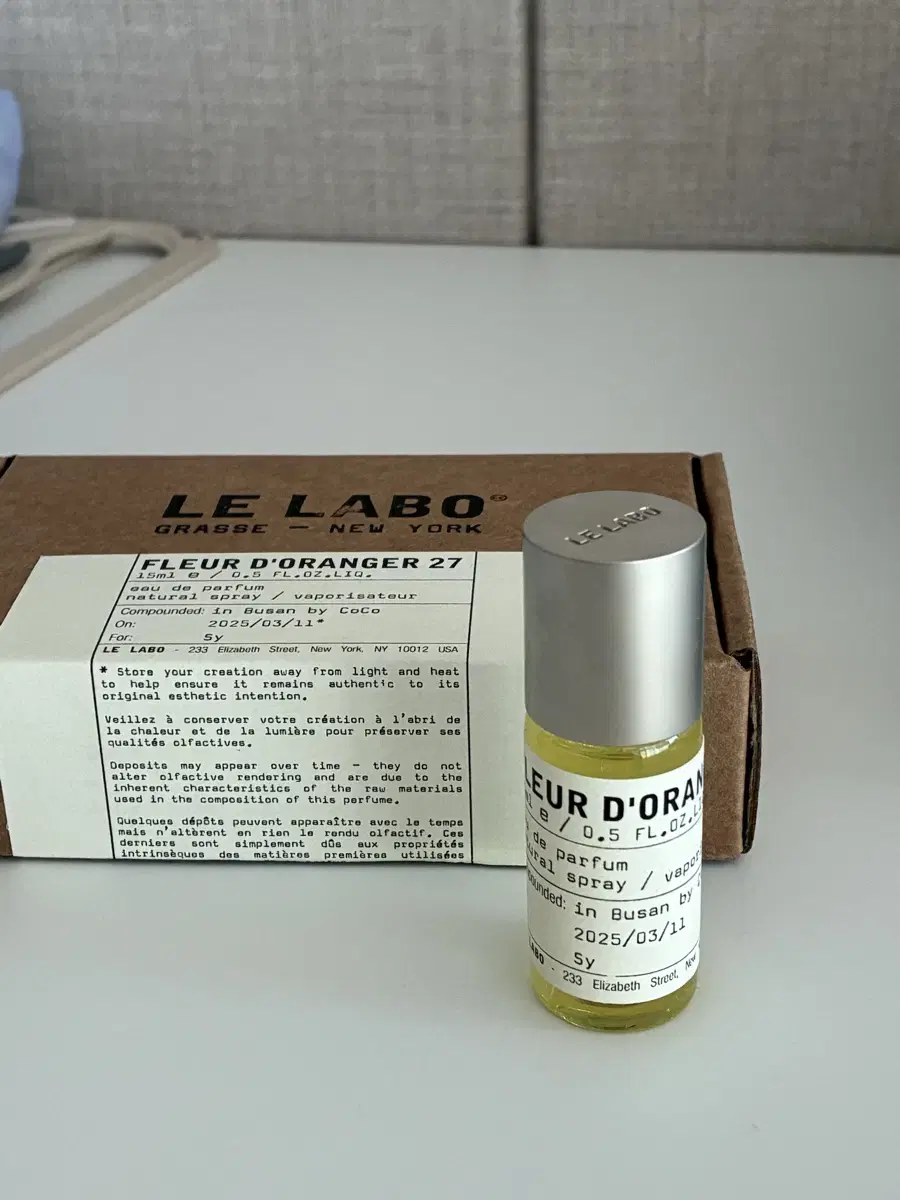 LE LABO
GRASSE — NEW YORK
FLEUR D'ORANGER 27
15ml e / 0.5 FL.OZ.LIQ.
eau de parfum
natural spray / vaporisateur
Compounded: in Busan by CoCo
On: 2025/03/11*
For: Sy
LE LABO - 233 Elizabeth Street, New York, NY 10012 USA
* Store your creation away from light and heat
to help ensure it remains authentic to its
original esthetic intention.
Veillez à conserver votre création à l'abri de
la chaleur et de la lumière pour préserver ses
qualités olfactives.
Deposits may appear over time — they do not
alter olfactive rendering and are due to the
inherent characteristics of the raw materials
used in the composition of this perfume.
Quelques dépôts peuvent apparaître avec le temps
mais n'altèrent en rien le rendu olfactif. Ces
derniers sont simplement dûs aux propriétés
intrinsèques des matières premières utilisées
LE LABO
LEUR D'ORAN
e / 0.5 FL.OZ.L
de parfum
ural spray / vapor
ounded: in Busan by
2025/03/11
Sy
LABO - 233 Elizabeth Street, New